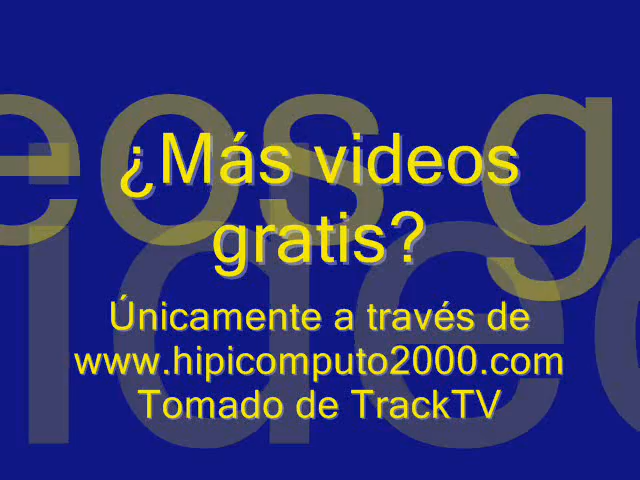 ¿Más videos
gratis?
Únicamente a través de
www.hipicomputo2000.com
Tomado de TrackTV